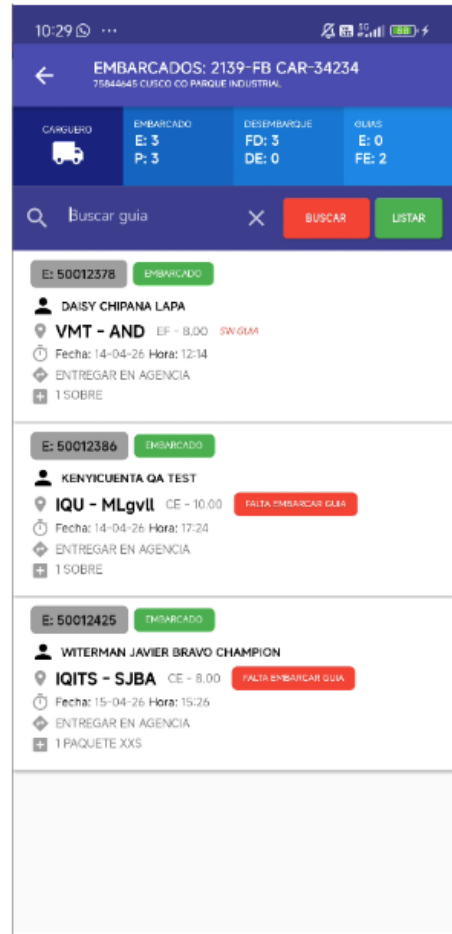 10:29 ...
EMBARCADOS: 2139-FB CAR-34234
75844645 CUSCO CO PARQUE INDUSTRIAL
CARGUERO
EMBARCADO
E: 3
P: 3
DESEMBARQUE
FD: 3
DE: 0
GUIAS
E: 0
FE: 2
Buscar guia
BUSCAR
LISTAR
E: 50012378 EMBARCADO
DAISY CHIPANA LAPA
VMT - AND EF - 8.00 SW GUIA
Fecha: 14-04-26 Hora: 12:14
ENTREGAR EN AGENCIA
1 SOBRE
E: 50012386 EMBARCADO
KENYICUENTA QA TEST
IQU - MLgvll CE - 10.00 FALTA EMBARCAR GUIA
Fecha: 14-04-26 Hora: 17:24
ENTREGAR EN AGENCIA
1 SOBRE
E: 50012425 EMBARCADO
WITERMAN JAVIER BRAVO CHAMPION
IQITS - SJBA CE - 8.00 FALTA EMBARCAR GUIA
Fecha: 15-04-26 Hora: 15:26
ENTREGAR EN AGENCIA
1 PAQUETE XXS